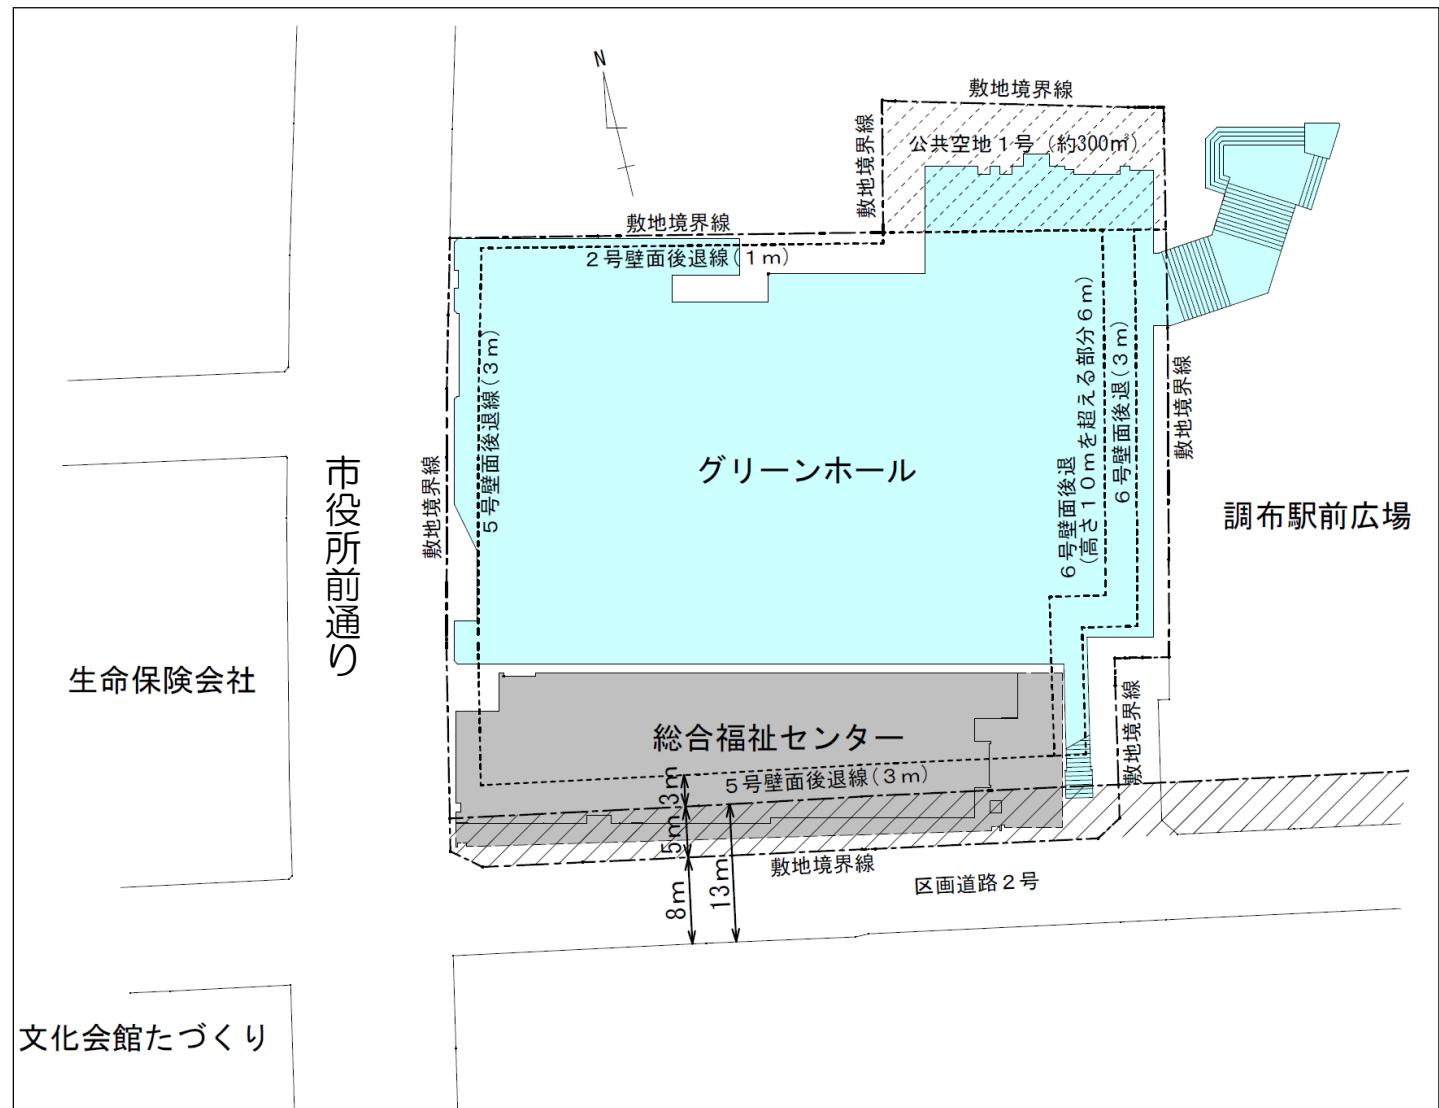 N
敷地境界線
敷地境界線
公共空地１号（約300㎡）
敷地境界線
２号壁面後退線(１ｍ)
５号壁面後退線(３ｍ)
６号壁面後退
(高さ１０ｍを超える部分６ｍ)
６号壁面後退(３ｍ)
敷地境界線
敷地境界線
グリーンホール
調布駅前広場
市役所前通り
生命保険会社
総合福祉センター
敷地境界線
５号壁面後退線(３ｍ)
3m
5m
8m
13m
敷地境界線
区画道路２号
文化会館たづくり